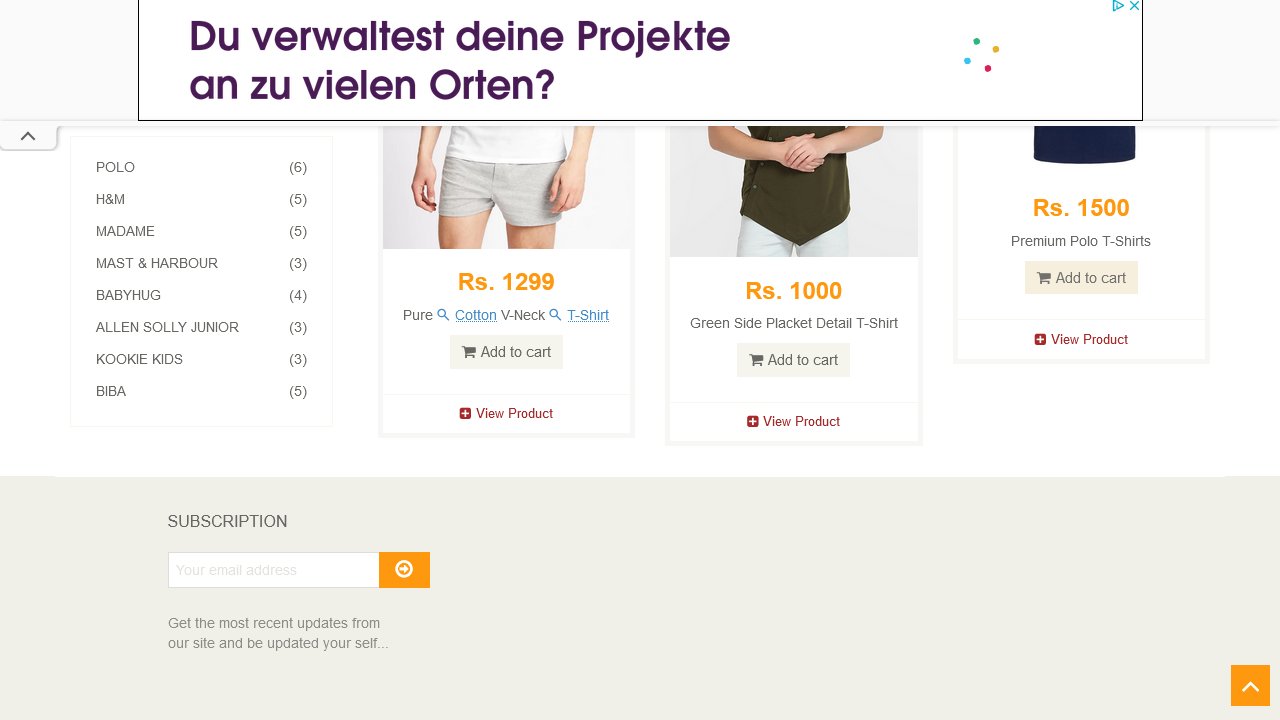 Du verwaltest deine Projekte
an zu vielen Orten?
POLO (6)
H&M (5)
MADAME (5)
MAST & HARBOUR (3)
BABYHUG (4)
ALLEN SOLLY JUNIOR (3)
KOOKIE KIDS (3)
BIBA (5)
Rs. 1299
Pure Cotton V-Neck T-Shirt
Add to cart
View Product
Rs. 1000
Green Side Placket Detail T-Shirt
Add to cart
View Product
Rs. 1500
Premium Polo T-Shirts
Add to cart
View Product
SUBSCRIPTION
Your email address
Get the most recent updates from
our site and be updated your self...